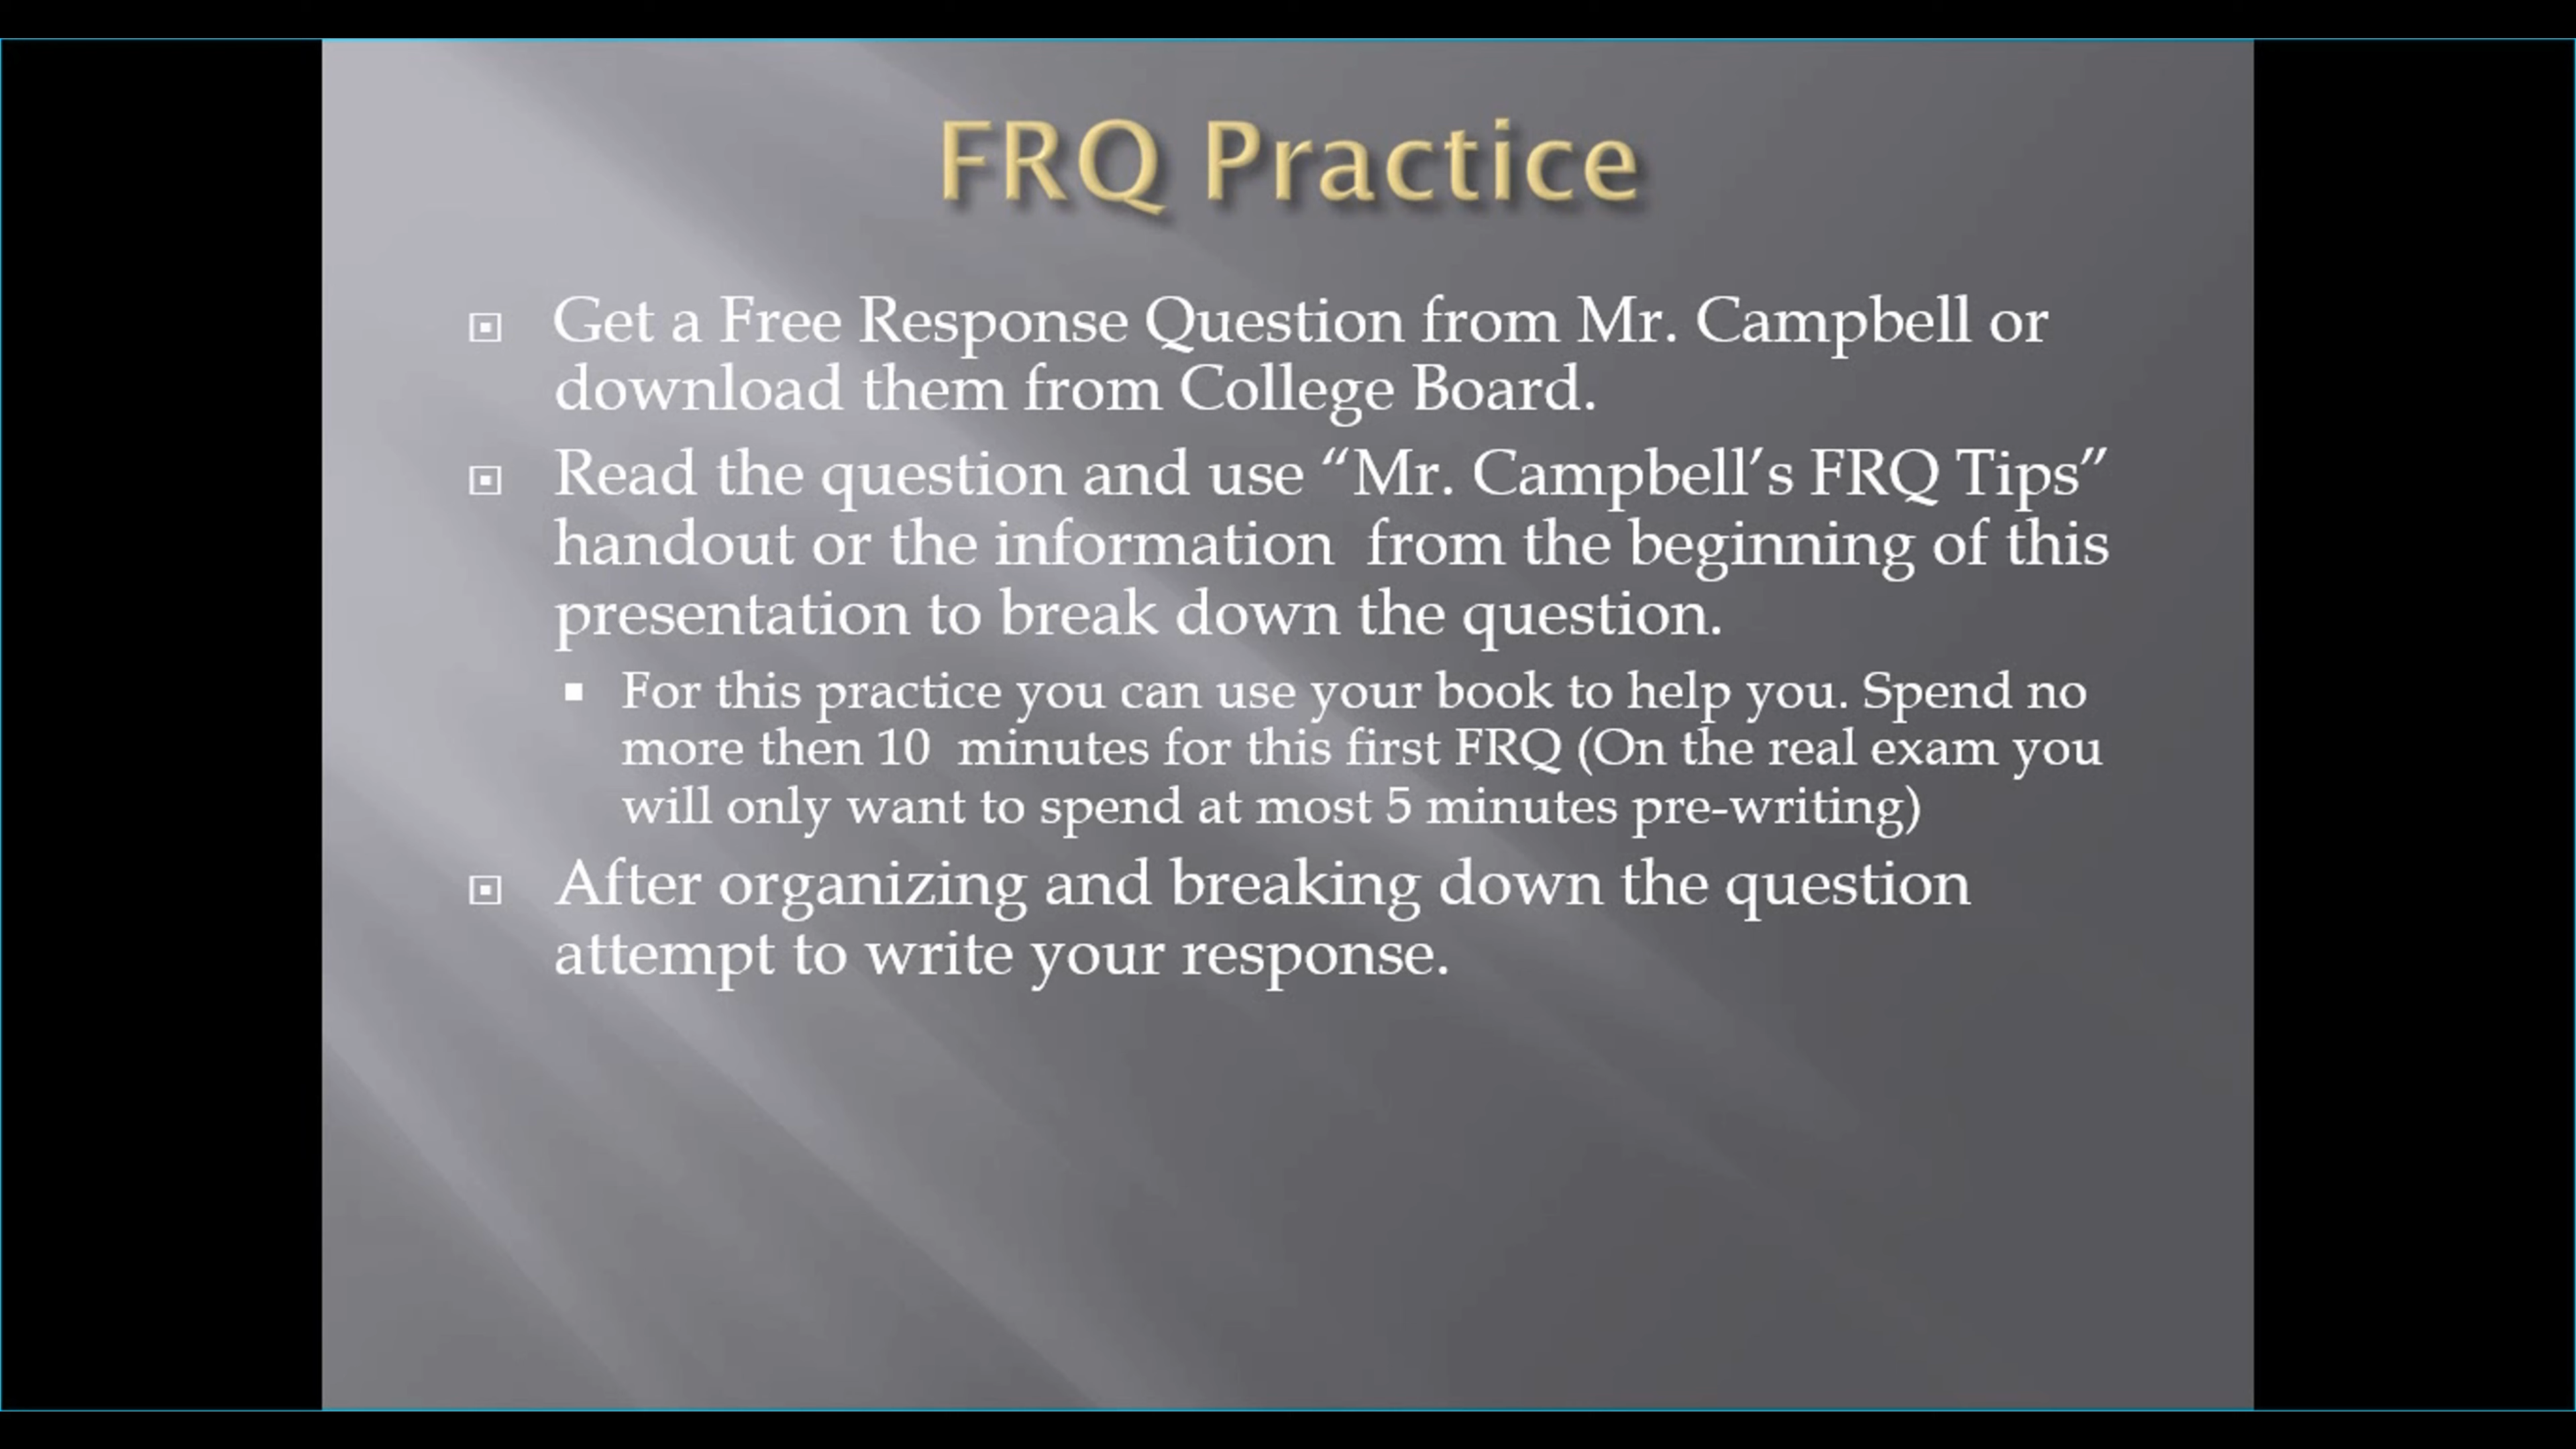 FRQ Practice
Get a Free Response Question from Mr. Campbell or
download them from College Board.
Read the question and use “Mr. Campbell’s FRQ Tips”
handout or the information  from the beginning of this
presentation to break down the question.
For this practice you can use your book to help you. Spend no
more then 10  minutes for this first FRQ (On the real exam you
will only want to spend at most 5 minutes pre-writing)
After organizing and breaking down the question
attempt to write your response.